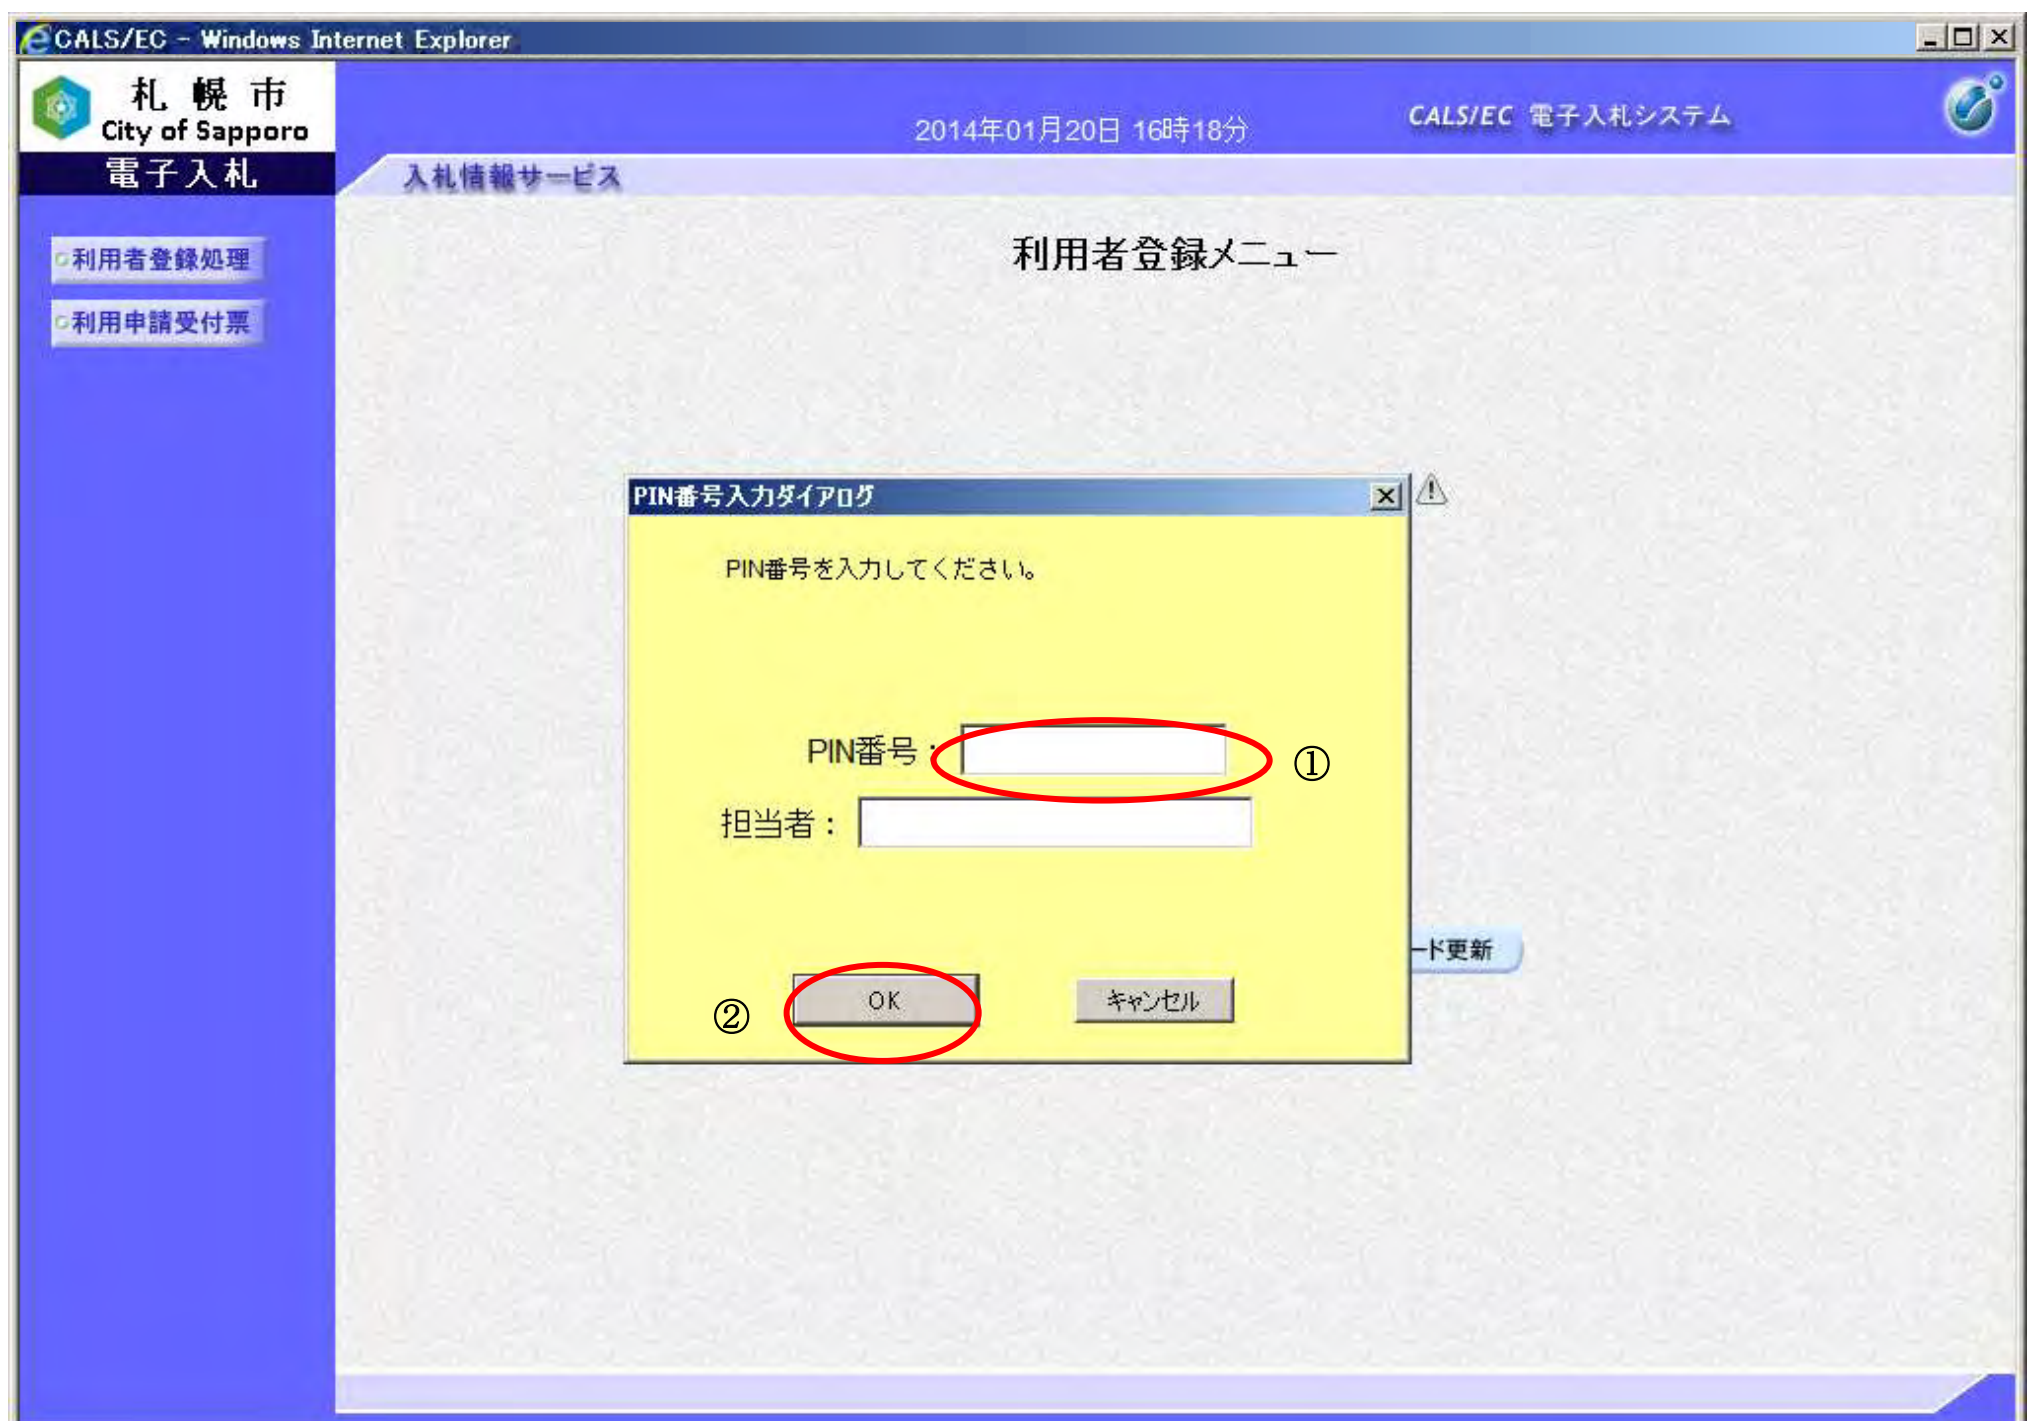 CALS/EC - Windows Internet Explorer
札幌市
City of Sapporo
電子入札
2014年01月20日 16時18分
CALS/EC 電子入札システム
入札情報サービス
利用者登録処理
利用申請受付票
利用者登録メニュー
PIN番号入力ダイアログ
PIN番号を入力してください。
PIN番号：
①
担当者：
ード更新
②
OK
キャンセル